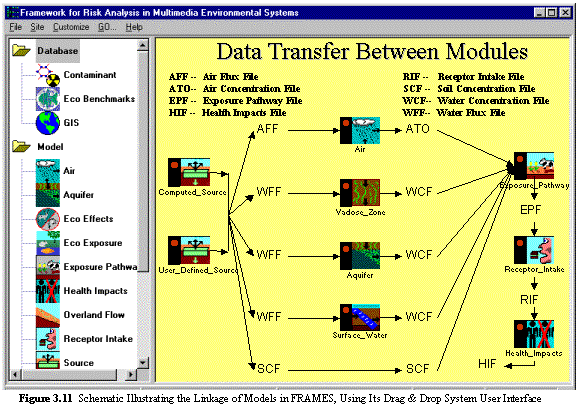 Framework for Risk Analysis in Multimedia Environmental Systems
File Site Customize GO... Help
Database
Contaminant
Eco Benchmarks
GIS
Model
Air
Aquifer
Eco Effects
Eco Exposure
Exposure Pathwa
Health Impacts
Overland Flow
Receptor Intake
Source
Data Transfer Between Modules
AFF -- Air Flux File
ATO-- Air Concentration File
EPF -- Exposure Pathway File
HIF -- Health Impacts File
RIF -- Receptor Intake File
SCF -- Soil Concentration File
WCF-- Water Concentration File
WFF-- Water Flux File
AFF
Air
ATO
Computed_Source
WFF
Vadose_Zone
WCF
Exposure_Pathway
EPF
User_Defined_Source
WFF
Aquifer
WCF
Receptor_Intake
RIF
WFF
Surface_Water
WCF
Health_Impacts
HIF
SCF
SCF
Figure 3.11 Schematic Illustrating the Linkage of Models in FRAMES, Using Its Drag & Drop System User Interface